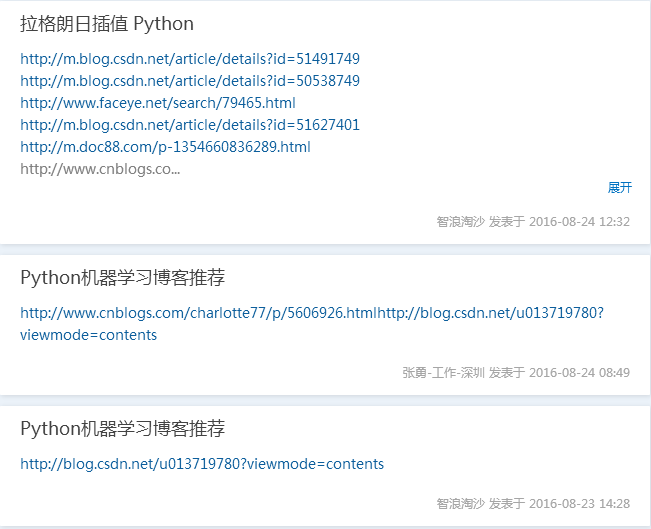 拉格朗日插值 Python
http://m.blog.csdn.net/article/details?id=51491749
http://m.blog.csdn.net/article/details?id=50538749
http://www.faceye.net/search/79465.html
http://m.blog.csdn.net/article/details?id=51627401
http://m.doc88.com/p-1354660836289.html
http://www.cnblogs.co...
展开
智浪淘沙 发表于 2016-08-24 12:32
Python机器学习博客推荐
http://www.cnblogs.com/charlotte77/p/5606926.htmlhttp://blog.csdn.net/u013719780?
viewmode=contents
张勇-工作-深圳 发表于 2016-08-24 08:49
Python机器学习博客推荐
http://blog.csdn.net/u013719780?viewmode=contents
智浪淘沙 发表于 2016-08-23 14:28